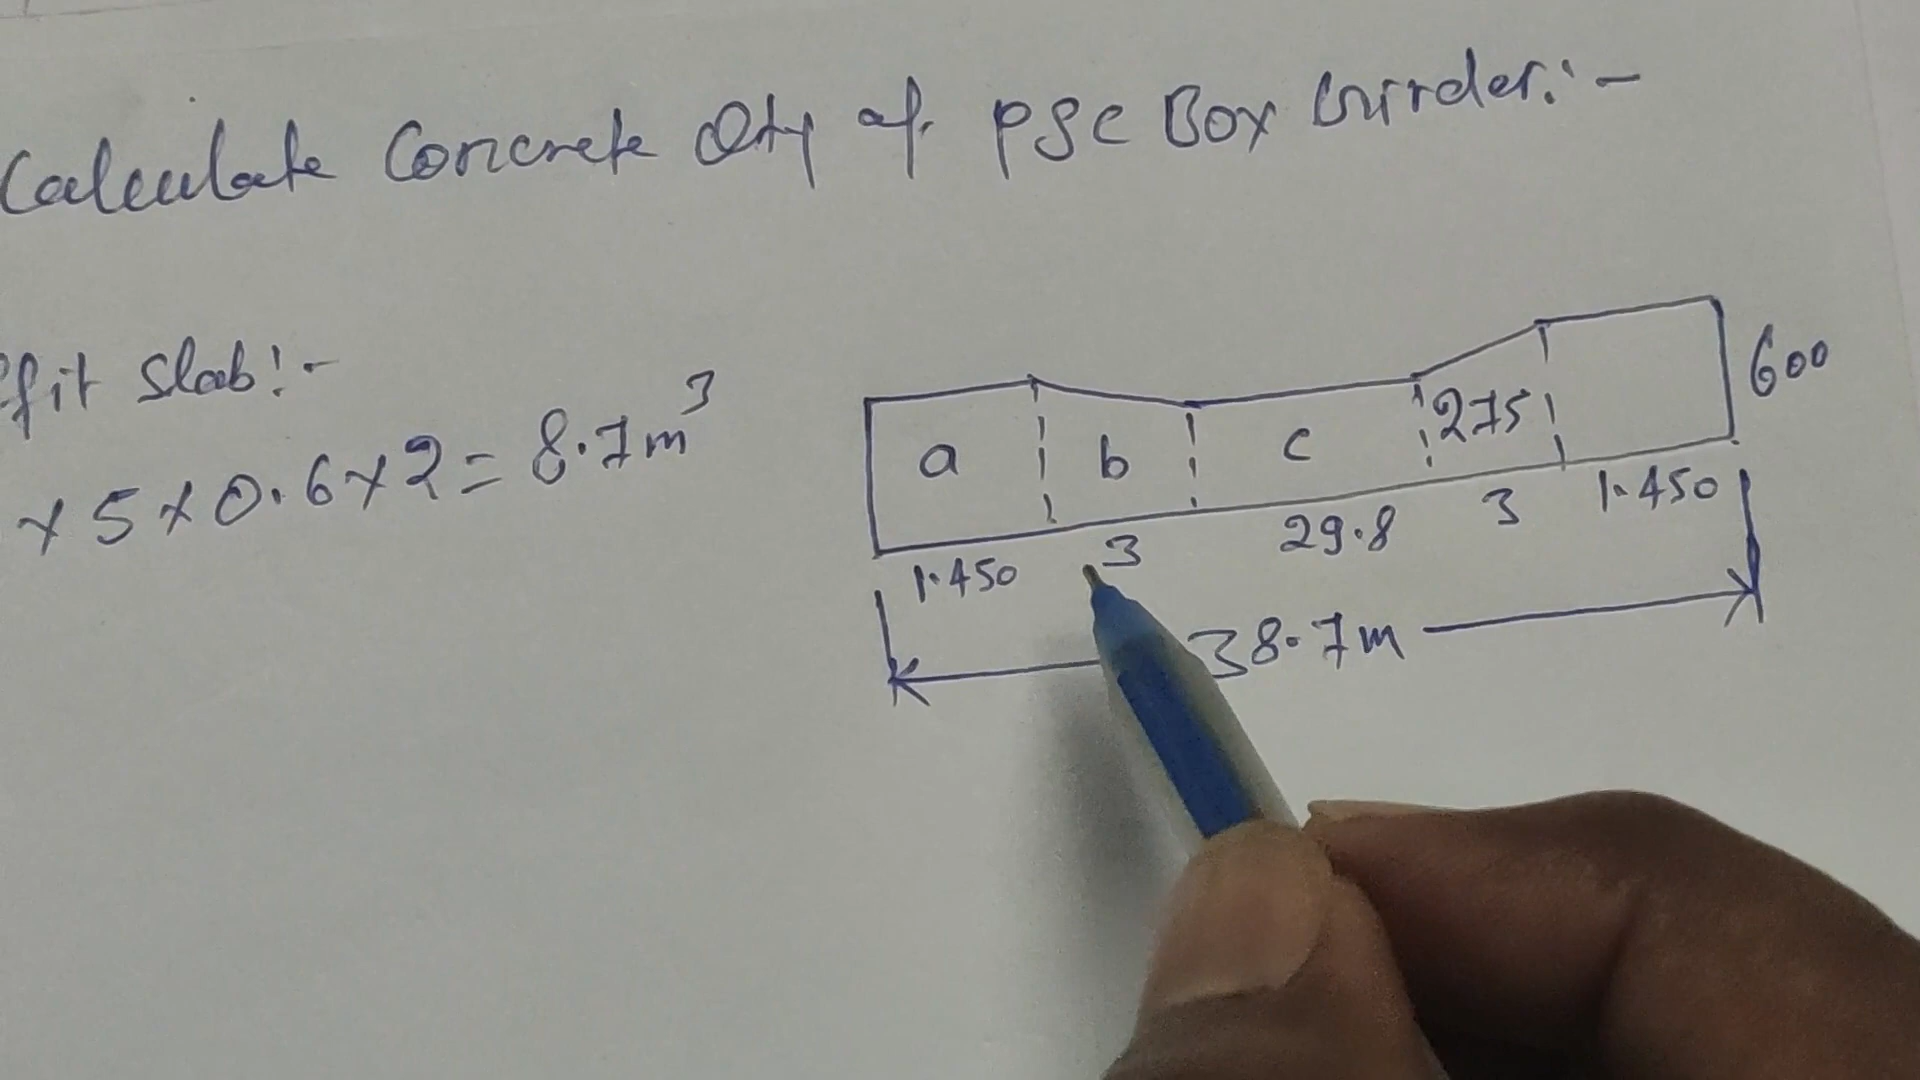 Calculate Concrete Qty of PSC Box Girder:-
ffit Slab:-
x 5 x 0.6 x 2 = 8.7m³
a
b
c
275
600
1.450
3
29.8
3
1.450
38.7m